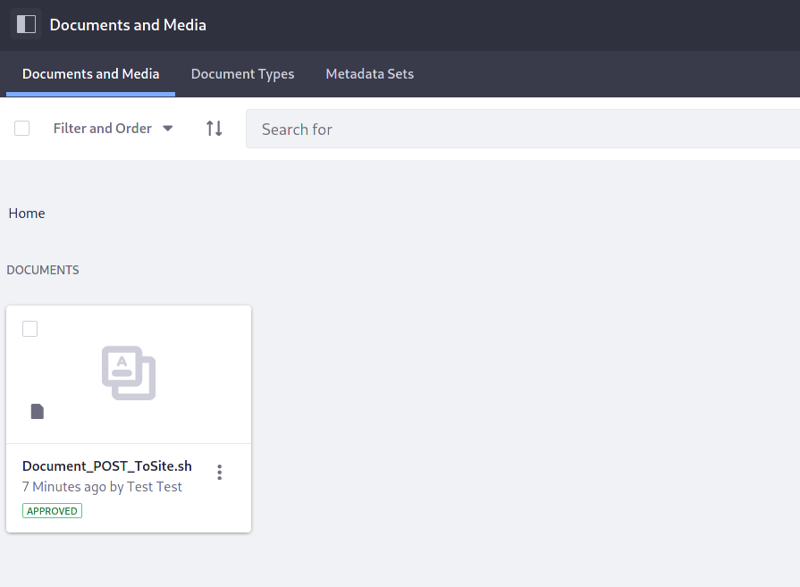 Documents and Media
Documents and Media Document Types Metadata Sets
Filter and Order Search for
Home
DOCUMENTS
A
Document_POST_ToSite.sh
7 Minutes ago by Test Test
APPROVED